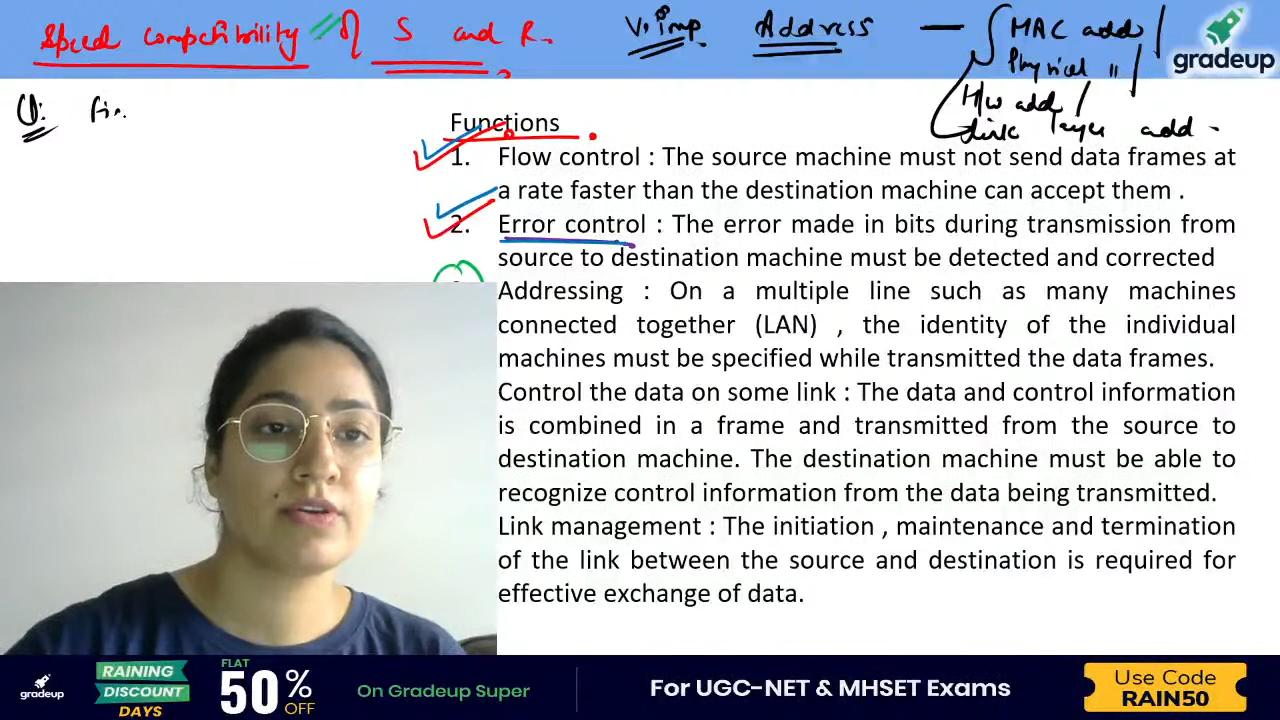 Speed compatibility of S and R.
V. imp Address — MAC add /
Physical " /
H/w add /
link layer add.
gradeup
Q:
Functions
1. Flow control : The source machine must not send data frames at
a rate faster than the destination machine can accept them .
2. Error control : The error made in bits during transmission from
source to destination machine must be detected and corrected
Addressing : On a multiple line such as many machines
connected together (LAN) , the identity of the individual
machines must be specified while transmitted the data frames.
Control the data on some link : The data and control information
is combined in a frame and transmitted from the source to
destination machine. The destination machine must be able to
recognize control information from the data being transmitted.
Link management : The initiation , maintenance and termination
of the link between the source and destination is required for
effective exchange of data.
gradeup
RAINING
DISCOUNT
DAYS
FLAT
50%
OFF
On Gradeup Super
For UGC-NET & MHSET Exams
Use Code
RAIN50